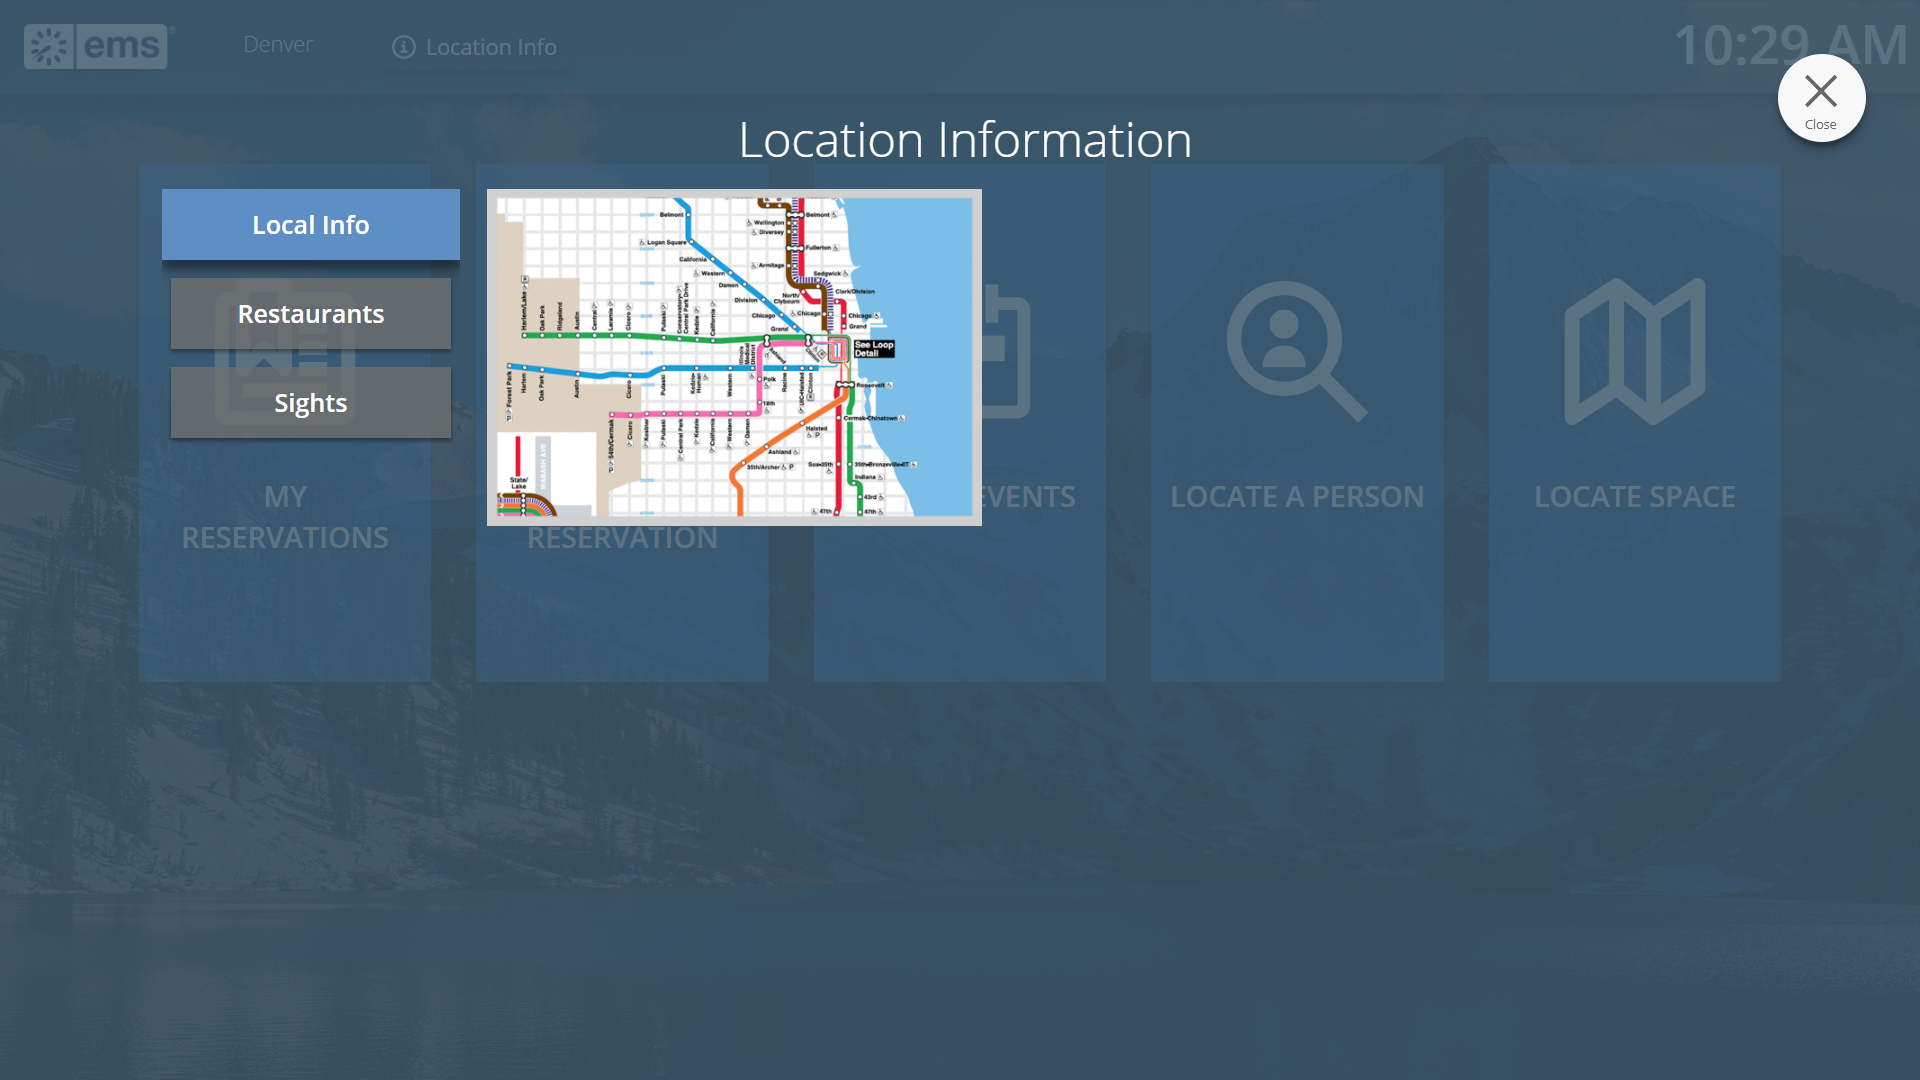 ems
Denver
Location Info
10:29 AM
Close
Location Information
Local Info
Restaurants
Sights
MY
RESERVATIONS
RESERVATION
EVENTS
LOCATE A PERSON
LOCATE SPACE
Belmont
Logan Square
California
Western
Damen
Division
Chicago
Grand
Wellington
Diversey
Armitage
Belmont
Fullerton
Sedgwick
North/
Clybourn
Clark/Division
Chicago
Chicago
Grand
See Loop
Detail
Harlem/Lake
Oak Park
Ridgeland
Austin
Central
Laramie
Cicero
Pulaski
Conservatory-
Central Park Drive
Kedzie
California
Ashland
Clinton
Illinois
Medical
District
Forest Park
Harlem
Oak Park
Austin
Cicero
Pulaski
Kedzie-
Homan
Western
Polk
Racine
UIC-Halsted
Clinton
18th
54th/Cermak
Cicero
Kostner
Pulaski
Central Park
Kedzie
California
Western
Damen
Roosevelt
Cermak-Chinatown
Halsted
Ashland
35th/Archer
Sox-35th
35th-Bronzeville-IIT
Indiana
43rd
47th
47th
State/
Lake
WABASH AVE